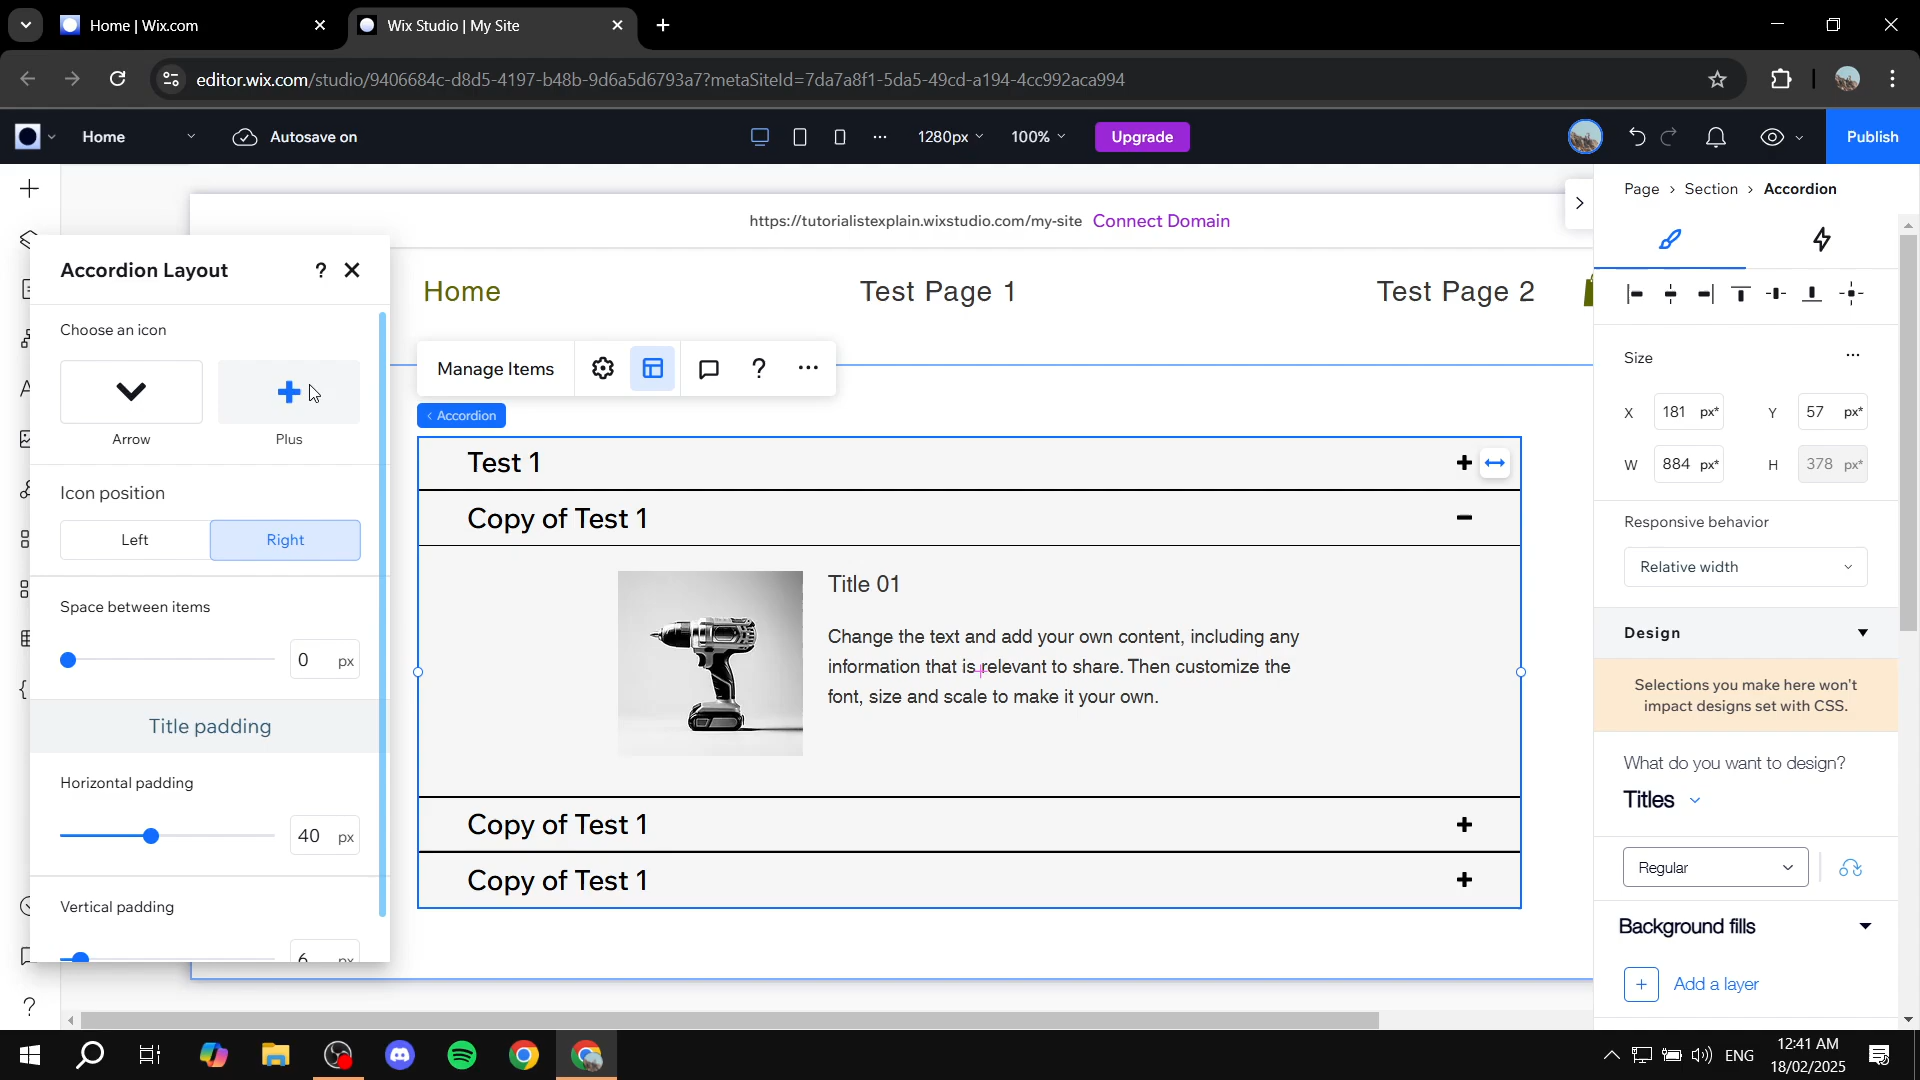 Home | Wix.com
Wix Studio | My Site
editor.wix.com/studio/9406684c-d8d5-4197-b48b-9d6a5d6793a7?metaSiteId=7da7a8f1-5da5-49cd-a194-4cc992aca994
Home
Autosave on
1280px
100%
Upgrade
Publish
https://tutorialistexplain.wixstudio.com/my-site Connect Domain
Page > Section > Accordion
Accordion Layout
?
Choose an icon
Arrow
Plus
Icon position
Left
Right
Space between items
0 px
Title padding
Horizontal padding
40 px
Vertical padding
6 px
Home
Test Page 1
Test Page 2
Manage Items
?
< Accordion
Test 1
Copy of Test 1
Title 01
Change the text and add your own content, including any
information that is relevant to share. Then customize the
font, size and scale to make it your own.
Copy of Test 1
Copy of Test 1
Size
X 181 px*
Y 57 px*
W 884 px*
H 378 px*
Responsive behavior
Relative width
Design
Selections you make here won't
impact designs set with CSS.
What do you want to design?
Titles
Regular
Background fills
+ Add a layer
?
ENG
12:41 AM
18/02/2025